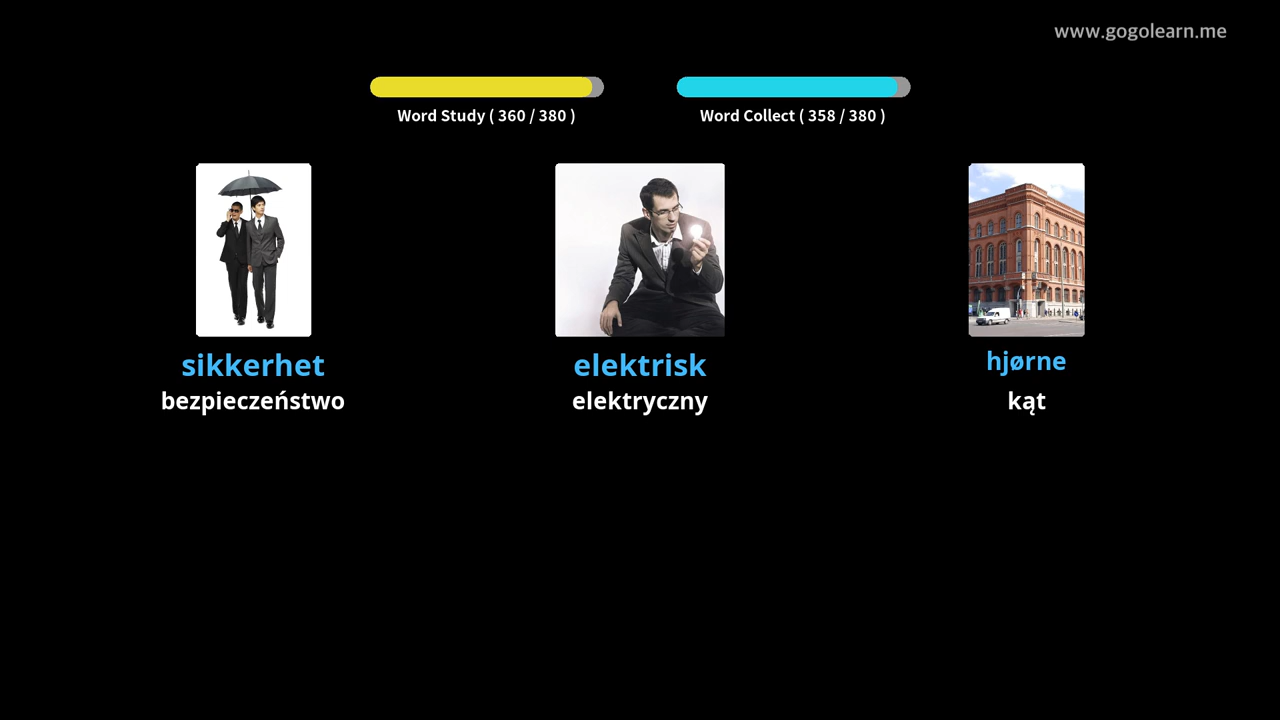 www.gogolearn.me
Word Study ( 360 / 380 )
Word Collect ( 358 / 380 )
sikkerhet
elektrisk
hjørne
bezpieczeństwo
elektryczny
kąt